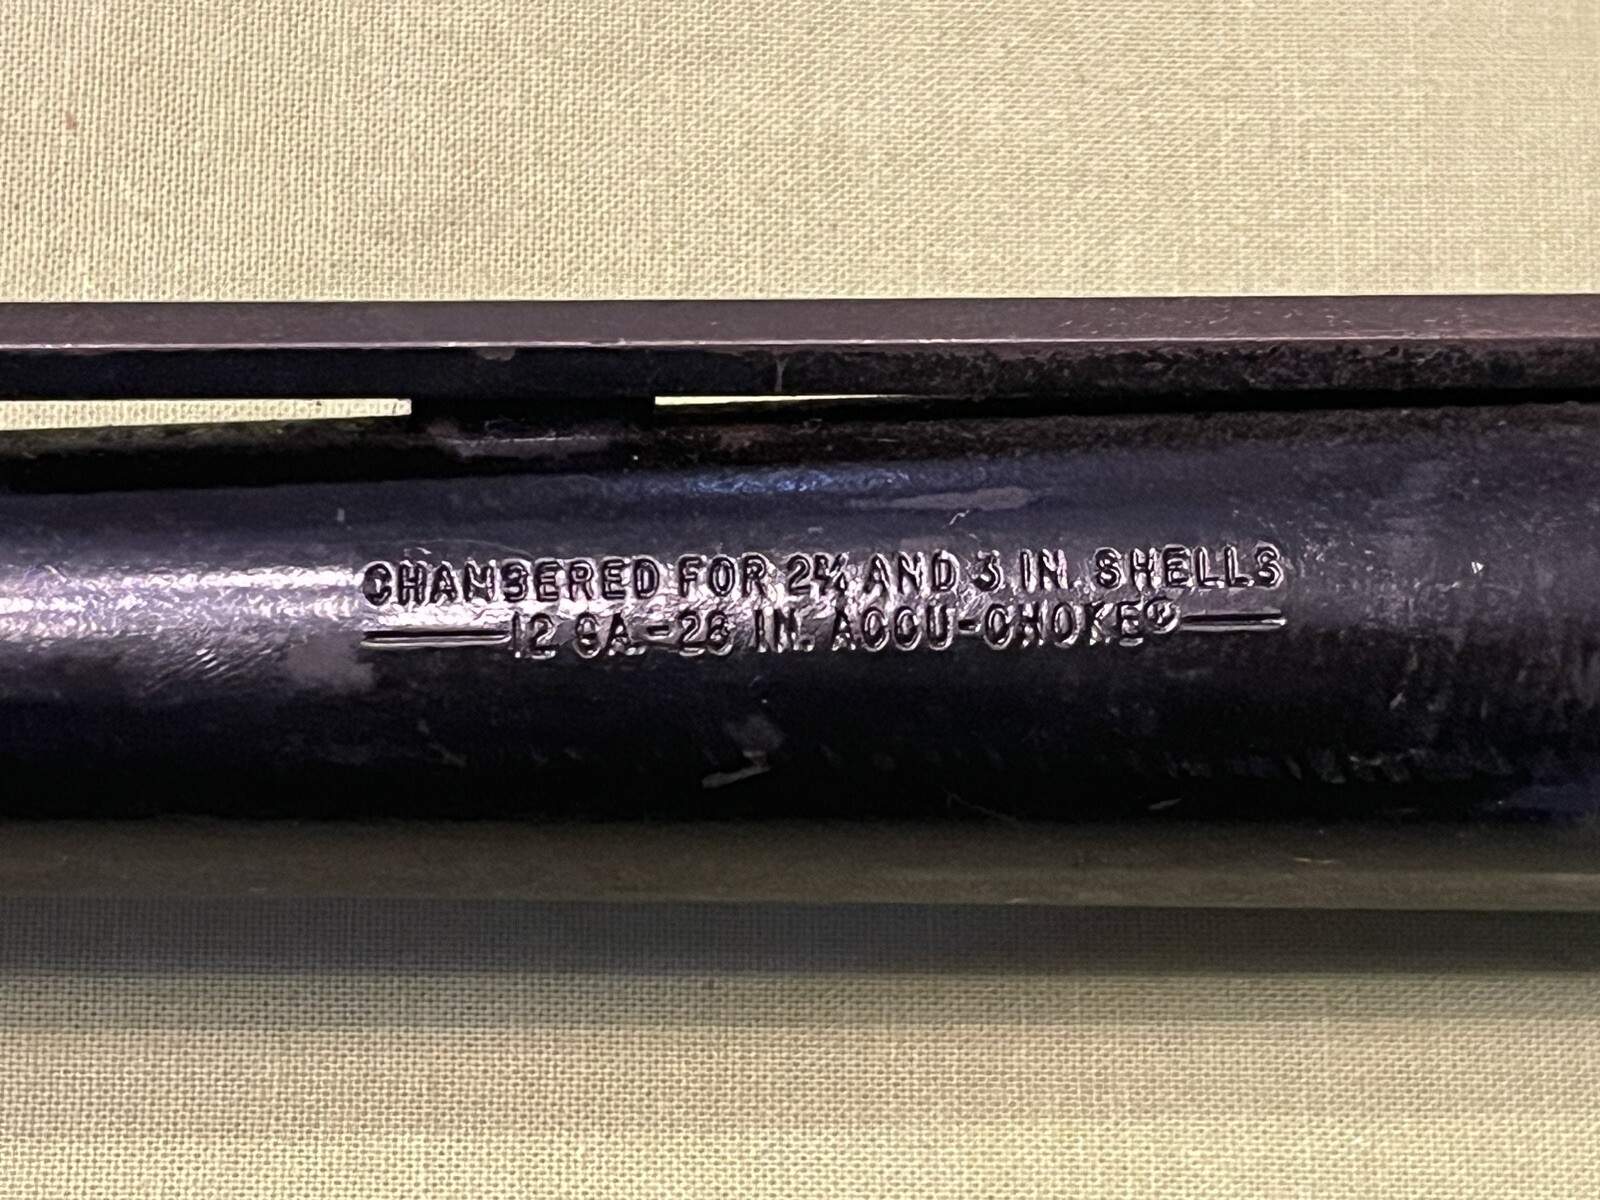 CHAMBERED FOR 2¾ AND 3 IN. SHELLS
12 GA.-28 IN. ACCU-CHOKE®